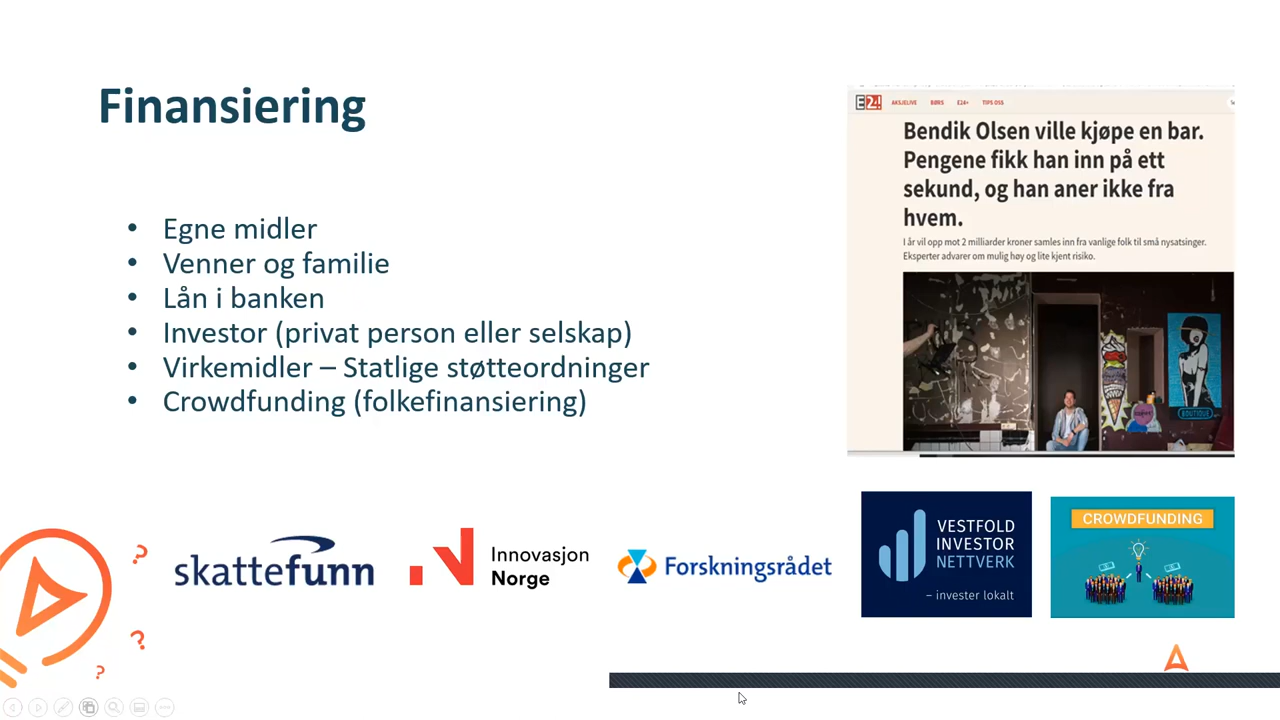 Finansiering
• Egne midler
• Venner og familie
• Lån i banken
• Investor (privat person eller selskap)
• Virkemidler – Statlige støtteordninger
• Crowdfunding (folkefinansiering)
E24!
AKSJELIVE BØRS E24+ TIPS OSS
Bendik Olsen ville kjøpe en bar.
Pengene fikk han inn på ett
sekund, og han aner ikke fra
hvem.
I år vil opp mot 2 milliarder kroner samles inn fra vanlige folk til små nysatsinger.
Eksperter advarer om mulig høy og lite kjent risiko.
BOUTIQUE
skattefunn
Innovasjon
Norge
Forskningsrådet
VESTFOLD
INVESTOR
NETTVERK
– invester lokalt
CROWDFUNDING
?
?
?